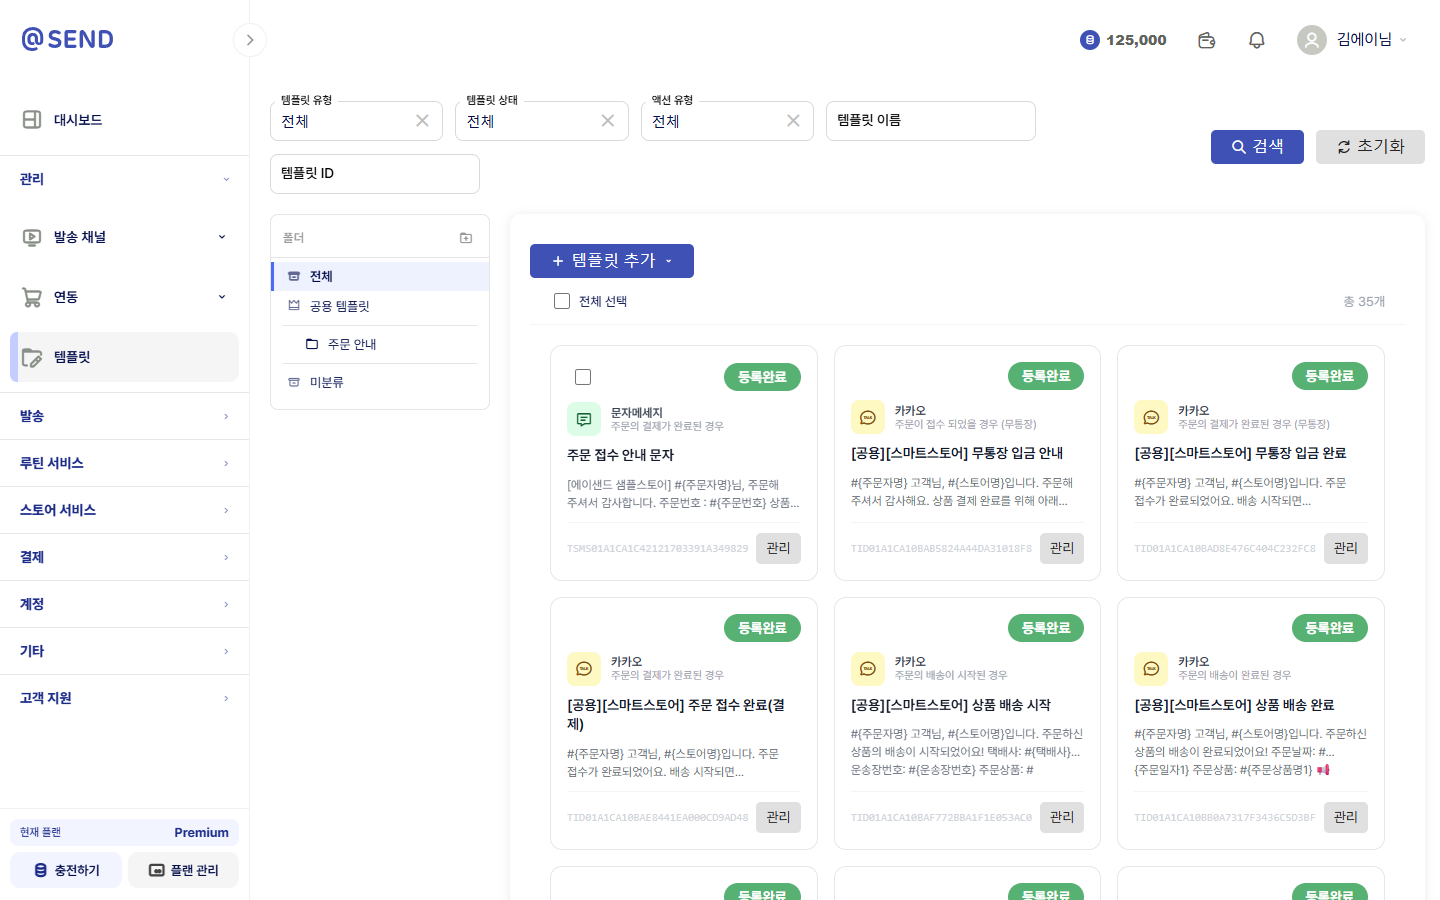 @SEND
125,000
김에이님
대시보드
관리
발송 채널
연동
템플릿
발송
루틴 서비스
스토어 서비스
결제
계정
기타
고객 지원
현재 플랜
Premium
충전하기
플랜 관리
템플릿 유형
전체
템플릿 상태
전체
액션 유형
전체
템플릿 이름
템플릿 ID
검색
초기화
폴더
전체
공용 템플릿
주문 안내
미분류
+ 템플릿 추가
전체 선택
총 35개
등록완료
문자메세지
주문의 결제가 완료된 경우
주문 접수 안내 문자
[에이샌드 샘플스토어] #{주문자명}님, 주문해
주셔서 감사합니다. 주문번호 : #{주문번호} 상품...
TSMS01A1CA1C42121703391A349829
관리
등록완료
카카오
주문이 접수 되었을 경우 (무통장)
[공용][스마트스토어] 무통장 입금 안내
#{주문자명} 고객님, #{스토어명}입니다. 주문해
주셔서 감사해요. 상품 결제 완료를 위해 아래...
TID01A1CA10BAB5824A44DA31018F8
관리
등록완료
카카오
주문의 결제가 완료된 경우 (무통장)
[공용][스마트스토어] 무통장 입금 완료
#{주문자명} 고객님, #{스토어명}입니다. 주문
접수가 완료되었어요. 배송 시작되면...
TID01A1CA10BAD8E476C404C232FC8
관리
등록완료
카카오
주문의 결제가 완료된 경우
[공용][스마트스토어] 주문 접수 완료(결
제)
#{주문자명} 고객님, #{스토어명}입니다. 주문
접수가 완료되었어요. 배송 시작되면...
TID01A1CA10BAE8441EA000CD9AD48
관리
등록완료
카카오
주문의 배송이 시작된 경우
[공용][스마트스토어] 상품 배송 시작
#{주문자명} 고객님, #{스토어명}입니다. 주문하신
상품의 배송이 시작되었어요! 택배사: #{택배사}...
운송장번호: #{운송장번호} 주문상품: #
TID01A1CA10BAF772BBA1F1E053AC0
관리
등록완료
카카오
주문의 배송이 완료된 경우
[공용][스마트스토어] 상품 배송 완료
#{주문자명} 고객님, #{스토어명}입니다. 주문하신
상품의 배송이 완료되었어요! 주문날짜: #...
{주문일자1} 주문상품: #{주문상품명1}
TID01A1CA10BB0A7317F3436C5D3BF
관리
등록완료
등록완료
등록완료